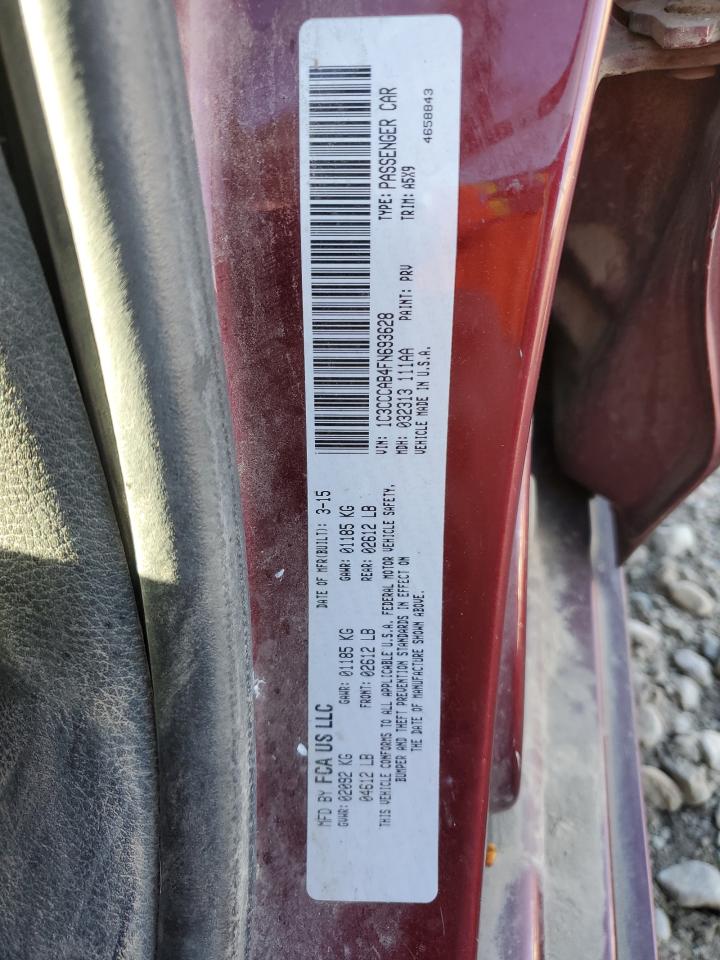 MFD BY FCA US LLC
DATE OF MFR(BUILT): 3-15
GVWR: 02092 KG
GAWR: 01185 KG
GAWR: 01185 KG
04612 LB
FRONT: 02612 LB
REAR: 02612 LB
THIS VEHICLE CONFORMS TO ALL APPLICABLE U.S.A. FEDERAL MOTOR VEHICLE SAFETY,
BUMPER AND THEFT PREVENTION STANDARDS IN EFFECT ON
THE DATE OF MANUFACTURE SHOWN ABOVE.
VIN: 1C3CCCAB4FN693628
TYPE: PASSENGER CAR
MDH: 032313 111AA
PAINT: PRV
TRIM: A5X9
VEHICLE MADE IN U.S.A.
4658843